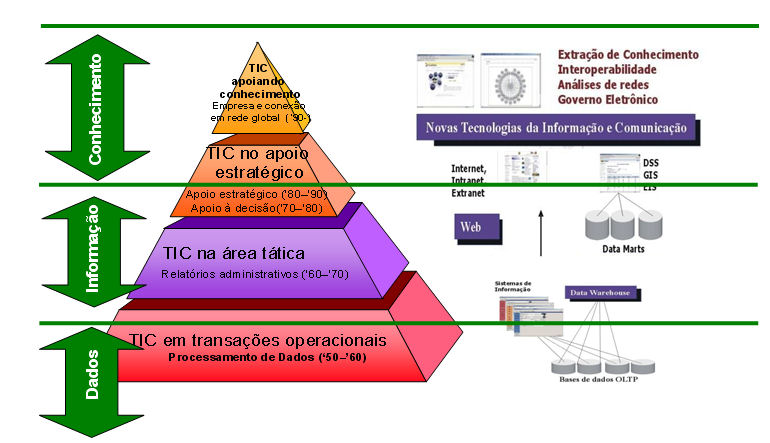 Conhecimento
Informação
Dados
TIC
apoiando
conhecimento
Empresa e conexão
em rede global ('90-)
TIC no apoio
estratégico
Apoio estratégico ('80–'90)
Apoio à decisão('70–'80)
TIC na área tática
Relatórios administrativos ('60–'70)
TIC em transações operacionais
Processamento de Dados ('50–'60)
Extração de Conhecimento
Interoperabilidade
Análises de redes
Governo Eletrônico
Novas Tecnologias da Informação e Comunicação
Internet,
Intranet,
Extranet
DSS
GIS
EIS
Web
Data Marts
Sistemas de
Informação
Data Warehouse
Bases de dados OLTP